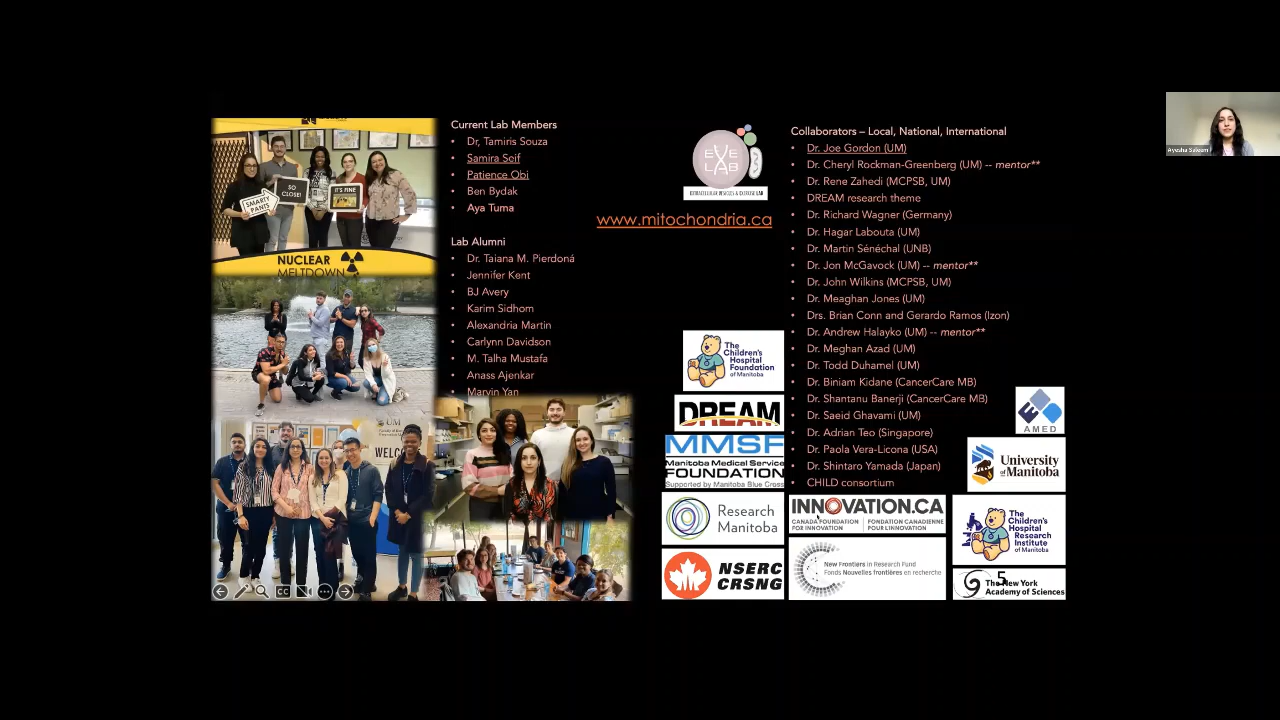 SMARTY PANTS
SO CLOSE!
IT'S FINE
NUCLEAR
MELTDOWN
UM
WELCO
CC
Current Lab Members
• Dr, Tamiris Souza
• Samira Seif
• Patience Obi
• Ben Bydak
• Aya Tuma
Lab Alumni
• Dr. Taiana M. Pierdoná
• Jennifer Kent
• BJ Avery
• Karim Sidhom
• Alexandria Martin
• Carlynn Davidson
• M. Talha Mustafa
• Anass Ajenkar
• Marvin Yan
EXTRACELLULAR VESICLES & EXERCISE LAB
www.mitochondria.ca
Collaborators – Local, National, International
• Dr. Joe Gordon (UM)
• Dr. Cheryl Rockman-Greenberg (UM) -- mentor**
• Dr. Rene Zahedi (MCPSB, UM)
• DREAM research theme
• Dr. Richard Wagner (Germany)
• Dr. Hagar Labouta (UM)
• Dr. Martin Sénéchal (UNB)
• Dr. Jon McGavock (UM) -- mentor**
• Dr. John Wilkins (MCPSB, UM)
• Dr. Meaghan Jones (UM)
• Drs. Brian Conn and Gerardo Ramos (Izon)
• Dr. Andrew Halayko (UM) -- mentor**
• Dr. Meghan Azad (UM)
• Dr. Todd Duhamel (UM)
• Dr. Biniam Kidane (CancerCare MB)
• Dr. Shantanu Banerji (CancerCare MB)
• Dr. Saeid Ghavami (UM)
• Dr. Adrian Teo (Singapore)
• Dr. Paola Vera-Licona (USA)
• Dr. Shintaro Yamada (Japan)
• CHILD consortium
The
Children's
Hospital
Foundation
of Manitoba
DREAM
MMSF
Manitoba Medical Service
FOUNDATION
Supported by Manitoba Blue Cross
Research
Manitoba
NSERC
CRSNG
INNOVATION.CA
CANADA FOUNDATION FOR INNOVATION
FONDATION CANADIENNE POUR L'INNOVATION
New Frontiers in Research Fund
Fonds Nouvelles frontières en recherche
AMED
University
of Manitoba
The
Children's
Hospital
Research
Institute
of Manitoba
5
The New York
Academy of Sciences
Ayesha Saleem